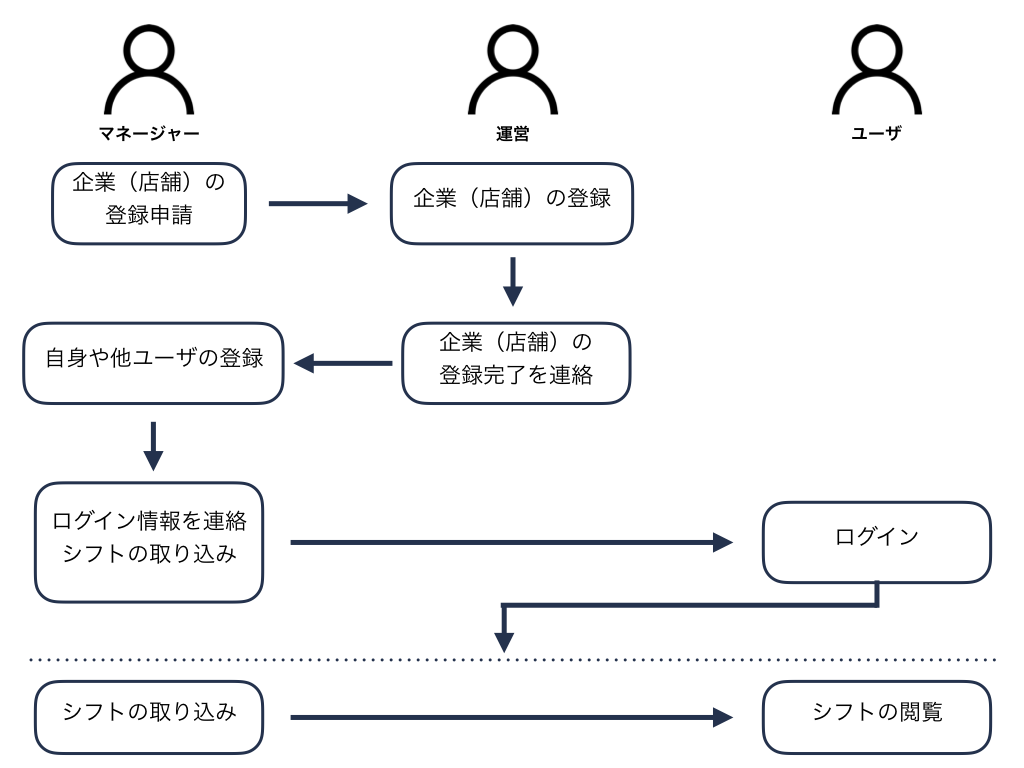 マネージャー
運営
ユーザ
企業（店舗）の
登録申請
企業（店舗）の登録
自身や他ユーザの登録
企業（店舗）の
登録完了を連絡
ログイン情報を連絡
シフトの取り込み
ログイン
シフトの取り込み
シフトの閲覧